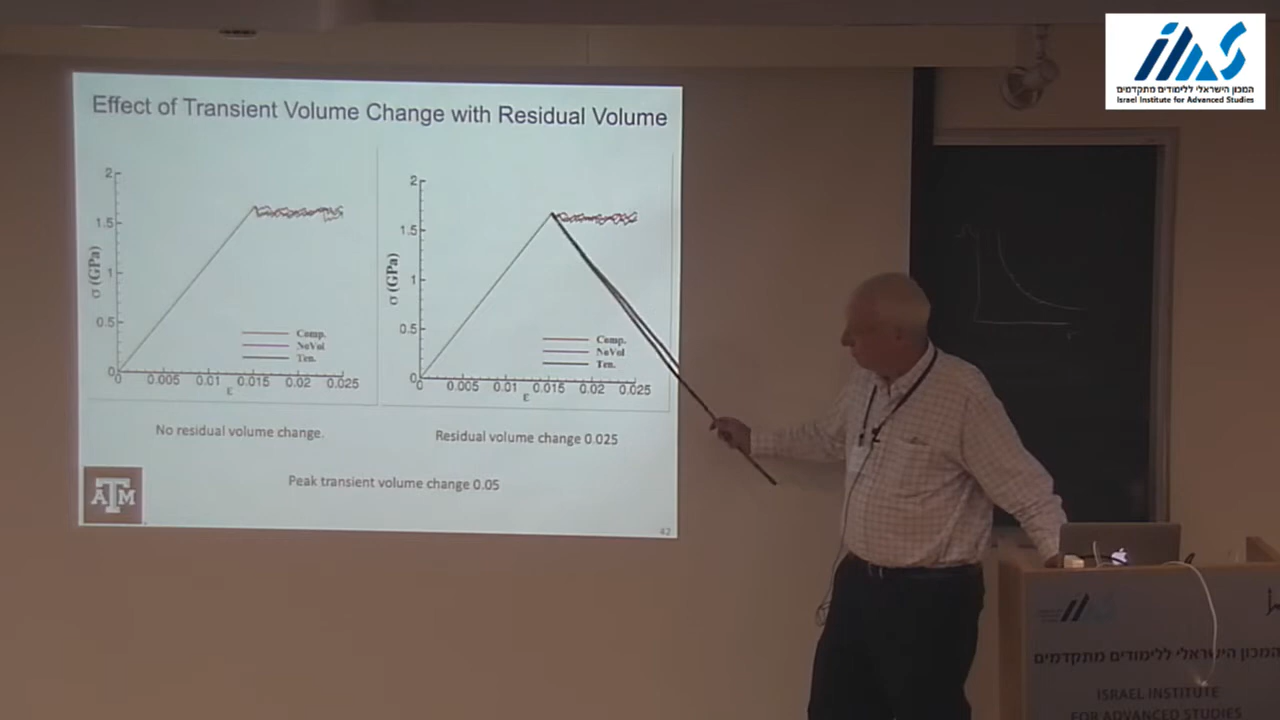 המכון הישראלי ללימודים מתקדמים
Israel Institute for Advanced Studies
Effect of Transient Volume Change with Residual Volume
2
1.5
1
0.5
0
σ (GPa)
0 0.005 0.01 0.015 0.02 0.025
ε
Comp.
NoVol
Ten.
No residual volume change.
2
1.5
1
0.5
0
σ (GPa)
0 0.005 0.01 0.015 0.02 0.025
ε
Comp.
NoVol
Ten.
Residual volume change 0.025
Peak transient volume change 0.05
ATM
42
המכון הישראלי ללימודים מתקדמים
ISRAEL INSTITUTE
FOR ADVANCED STUDIES